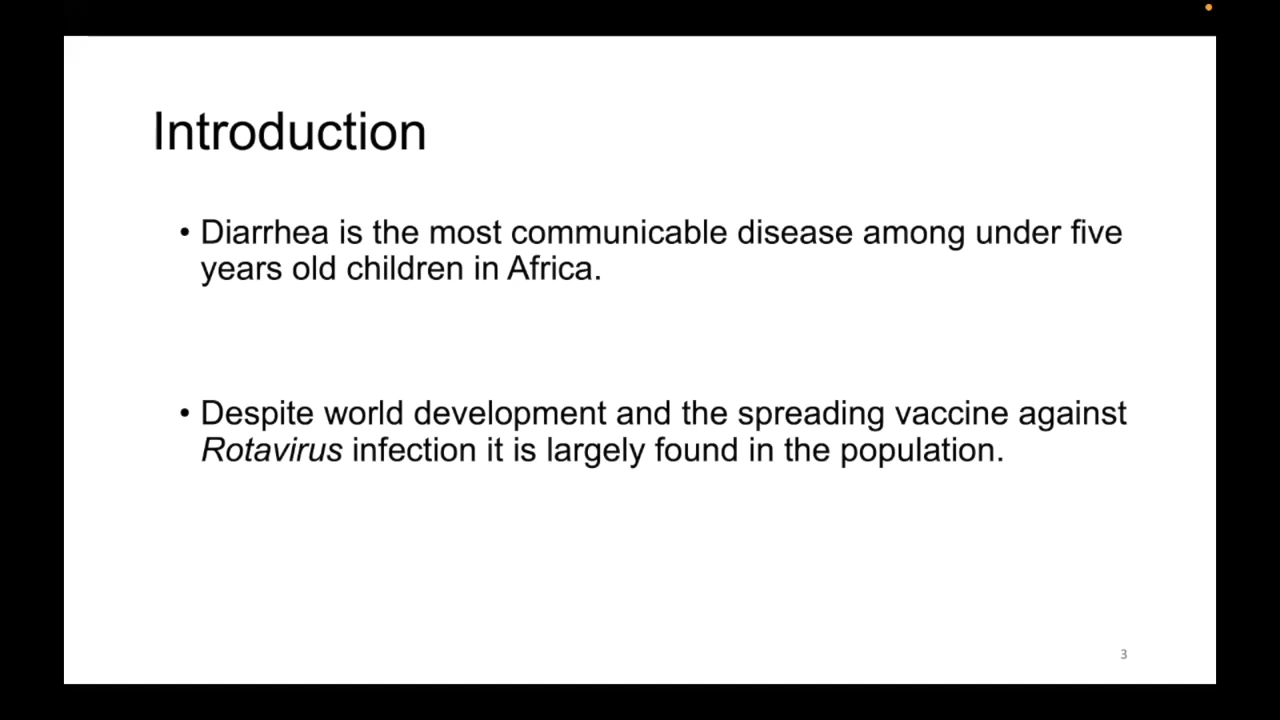 Introduction
• Diarrhea is the most communicable disease among under five
years old children in Africa.
• Despite world development and the spreading vaccine against
Rotavirus infection it is largely found in the population.
3